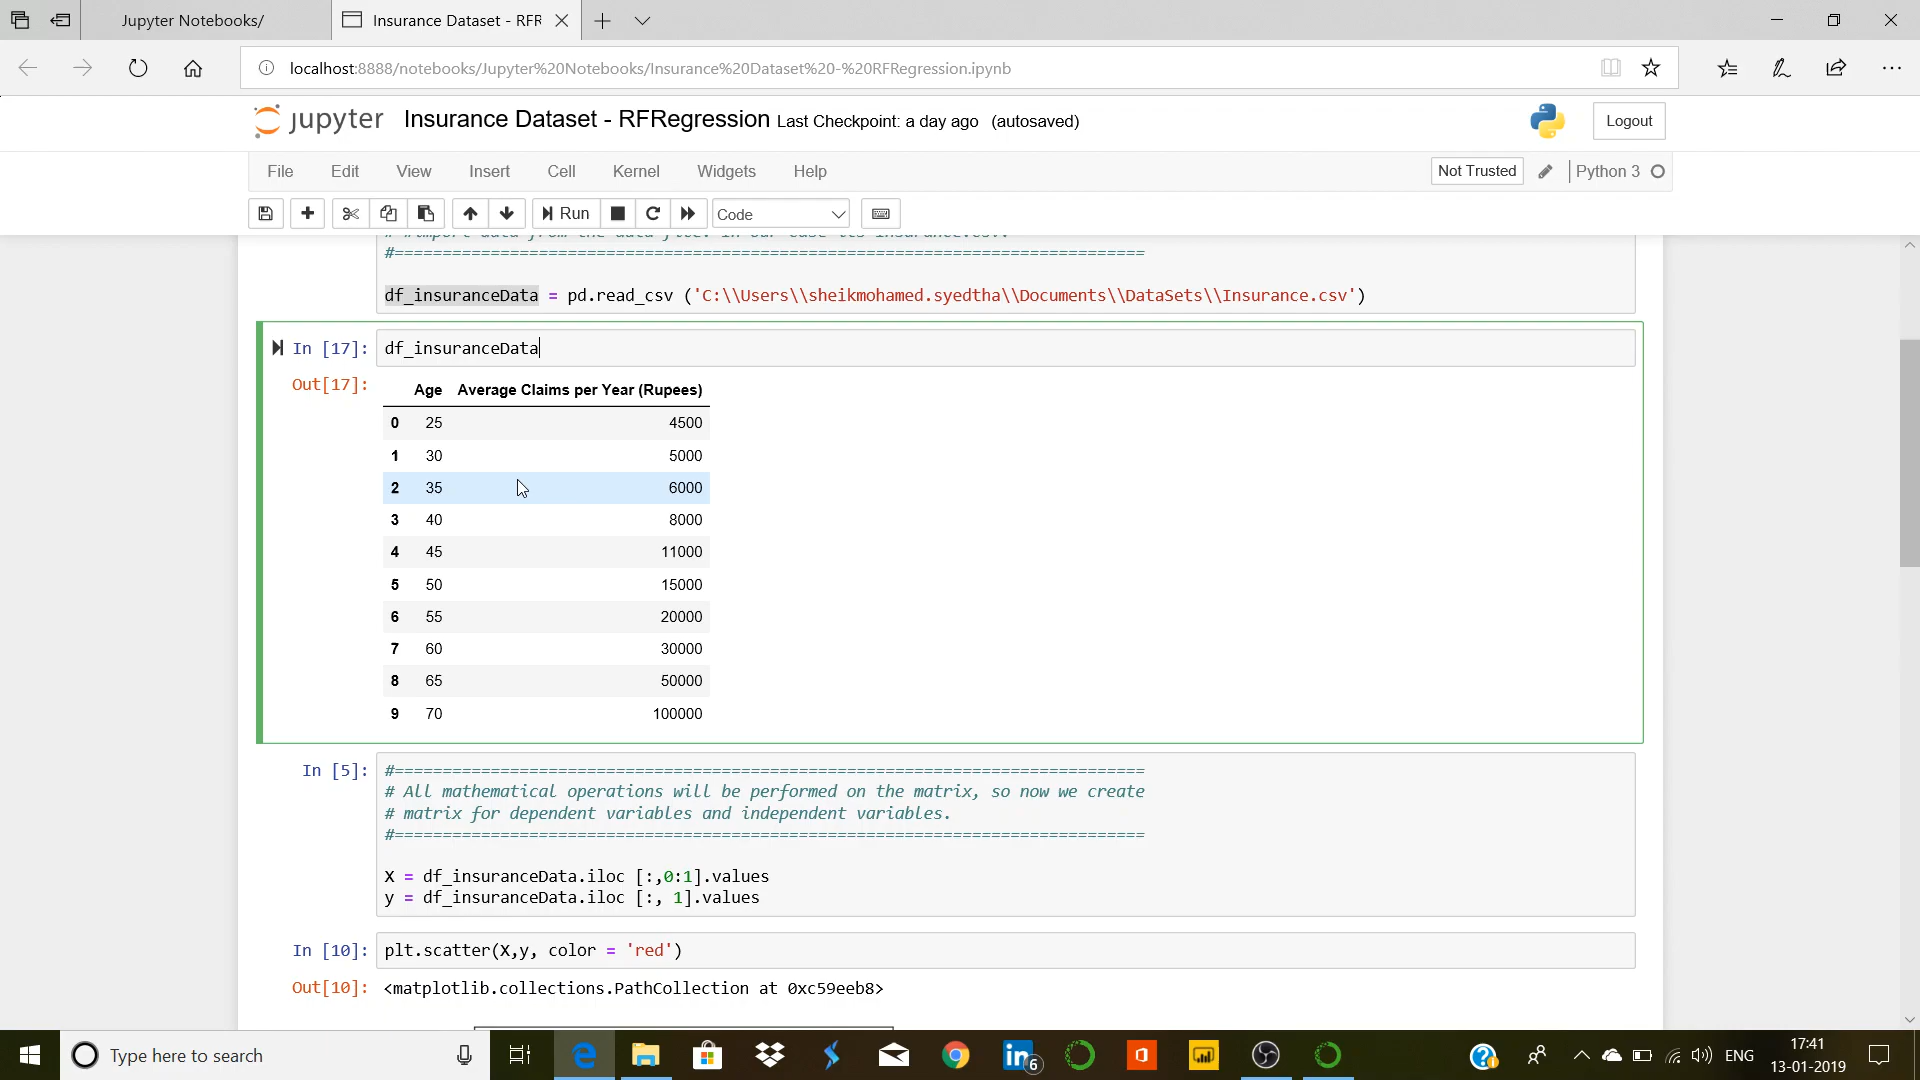 Jupyter Notebooks/
Insurance Dataset - RFR
localhost:8888/notebooks/Jupyter%20Notebooks/Insurance%20Dataset%20-%20RFRegression.ipynb
jupyter Insurance Dataset - RFRegression Last Checkpoint: a day ago (autosaved)
Logout
File Edit View Insert Cell Kernel Widgets Help
Not Trusted Python 3
Run Code
#==============================================================================
df_insuranceData = pd.read_csv ('C:\\Users\\sheikmohamed.syedtha\\Documents\\DataSets\\Insurance.csv')
In [17]: df_insuranceData
Out[17]:
Age Average Claims per Year (Rupees)
0 25 4500
1 30 5000
2 35 6000
3 40 8000
4 45 11000
5 50 15000
6 55 20000
7 60 30000
8 65 50000
9 70 100000
In [5]: #==============================================================================
# All mathematical operations will be performed on the matrix, so now we create
# matrix for dependent variables and independent variables.
#==============================================================================
X = df_insuranceData.iloc [:,0:1].values
y = df_insuranceData.iloc [:, 1].values
In [10]: plt.scatter(X,y, color = 'red')
Out[10]: <matplotlib.collections.PathCollection at 0xc59eeb8>
Type here to search
6
ENG
17:41
13-01-2019